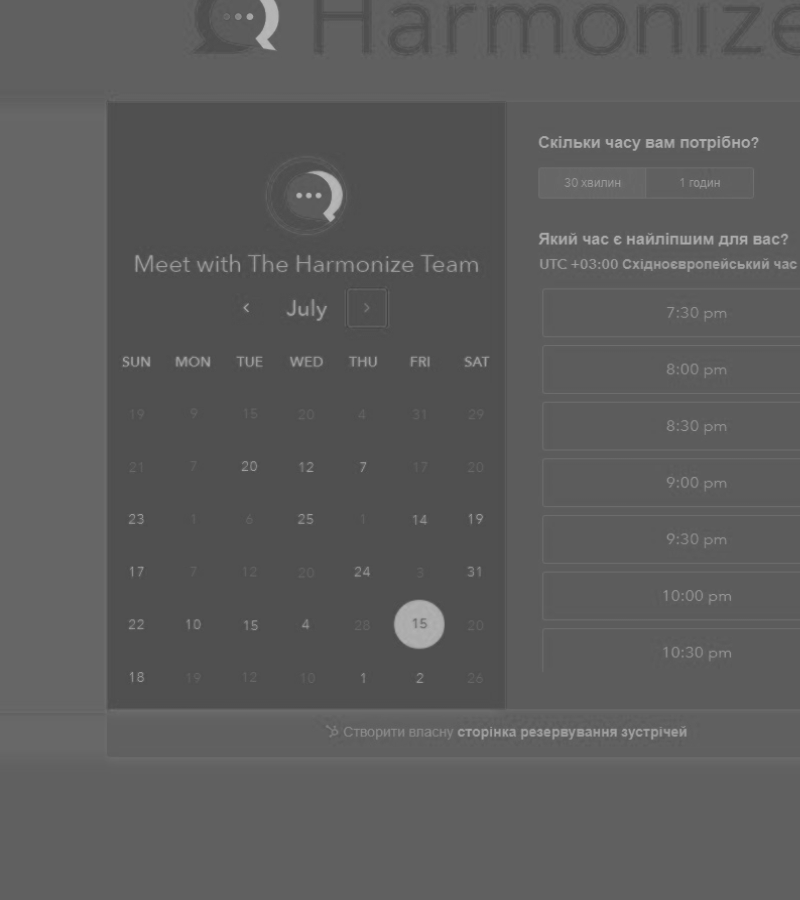 Harmonize
Meet with The Harmonize Team
July
SUN MON TUE WED THU FRI SAT
19 9 15 20 4 31 29
21 7 20 12 7 17 20
23 1 6 25 1 14 19
17 7 12 20 24 3 31
22 10 15 4 28 15 20
18 19 12 10 1 2 26
Скільки часу вам потрібно?
30 хвилин 1 годин
Який час є найліпшим для вас?
UTC +03:00 Східноєвропейський час
7:30 pm
8:00 pm
8:30 pm
9:00 pm
9:30 pm
10:00 pm
10:30 pm
Створити власну сторінка резервування зустрічей